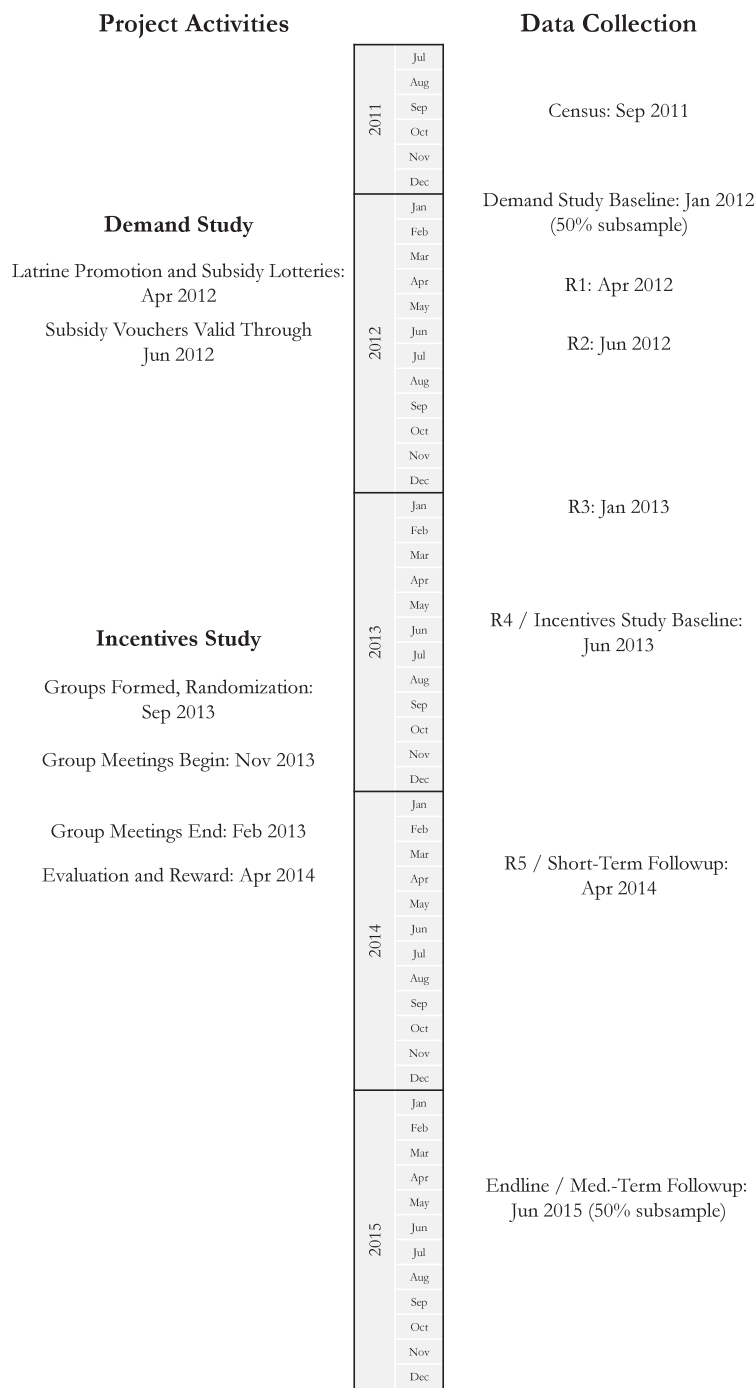 Project Activities
Data Collection
2011
Jul
Aug
Sep
Oct
Nov
Dec
Census: Sep 2011
Demand Study
Latrine Promotion and Subsidy Lotteries:
Apr 2012
Subsidy Vouchers Valid Through
Jun 2012
2012
Jan
Feb
Mar
Apr
May
Jun
Jul
Aug
Sep
Oct
Nov
Dec
Demand Study Baseline: Jan 2012
(50% subsample)
R1: Apr 2012
R2: Jun 2012
Incentives Study
Groups Formed, Randomization:
Sep 2013
Group Meetings Begin: Nov 2013
2013
Jan
Feb
Mar
Apr
May
Jun
Jul
Aug
Sep
Oct
Nov
Dec
R3: Jan 2013
R4 / Incentives Study Baseline:
Jun 2013
Group Meetings End: Feb 2013
Evaluation and Reward: Apr 2014
2014
Jan
Feb
Mar
Apr
May
Jun
Jul
Aug
Sep
Oct
Nov
Dec
R5 / Short-Term Followup:
Apr 2014
2015
Jan
Feb
Mar
Apr
May
Jun
Jul
Aug
Sep
Oct
Nov
Dec
Endline / Med.-Term Followup:
Jun 2015 (50% subsample)